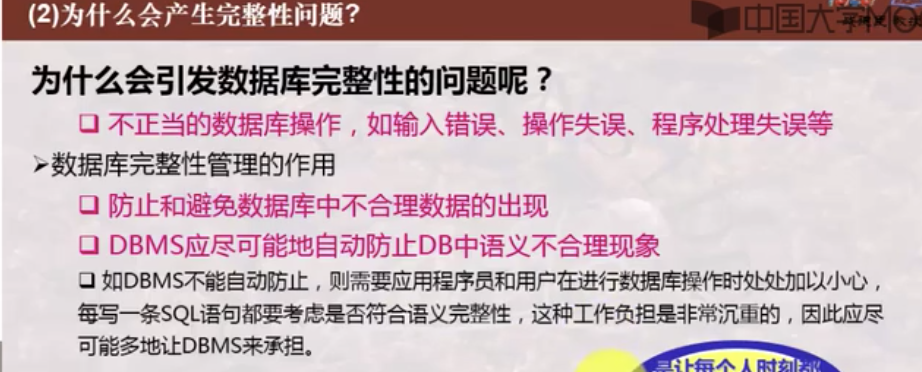 (2)为什么会产生完整性问题?
中国大学MO
为什么会引发数据库完整性的问题呢？
不正当的数据库操作，如输入错误、操作失误、程序处理失误等
数据库完整性管理的作用
防止和避免数据库中不合理数据的出现
DBMS应尽可能地自动防止DB中语义不合理现象
如DBMS不能自动防止，则需要应用程序员和用户在进行数据库操作时处处加以小心，
每写一条SQL语句都要考虑是否符合语义完整性，这种工作负担是非常沉重的，因此应尽
可能多地让DBMS来承担。
是让每个人时刻都